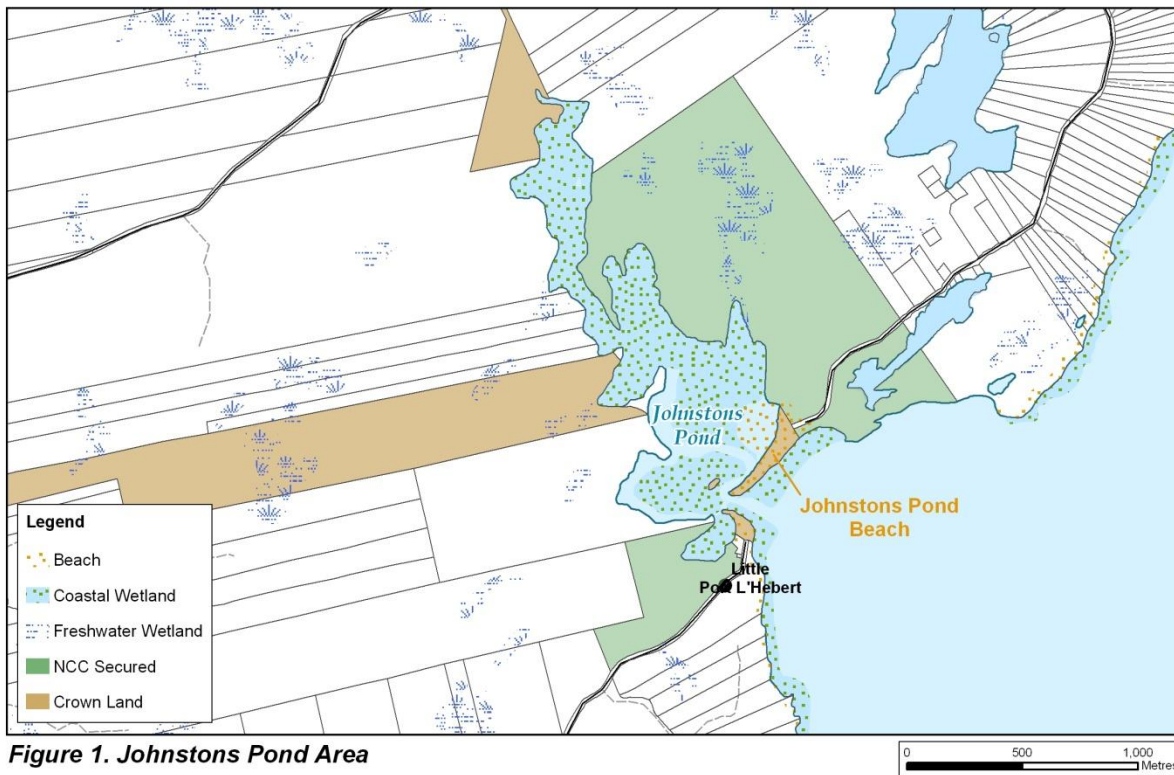 Johnstons
Pond
Johnstons Pond
Beach
Little
Port L'Hebert
Legend
Beach
Coastal Wetland
Freshwater Wetland
NCC Secured
Crown Land
Figure 1. Johnstons Pond Area
0 500 1,000
Metres